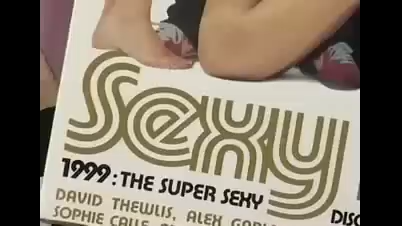 Sexy
1999: THE SUPER SEXY
DISC
DAVID THEWLIS, ALEX
SOPHIE CALLE,